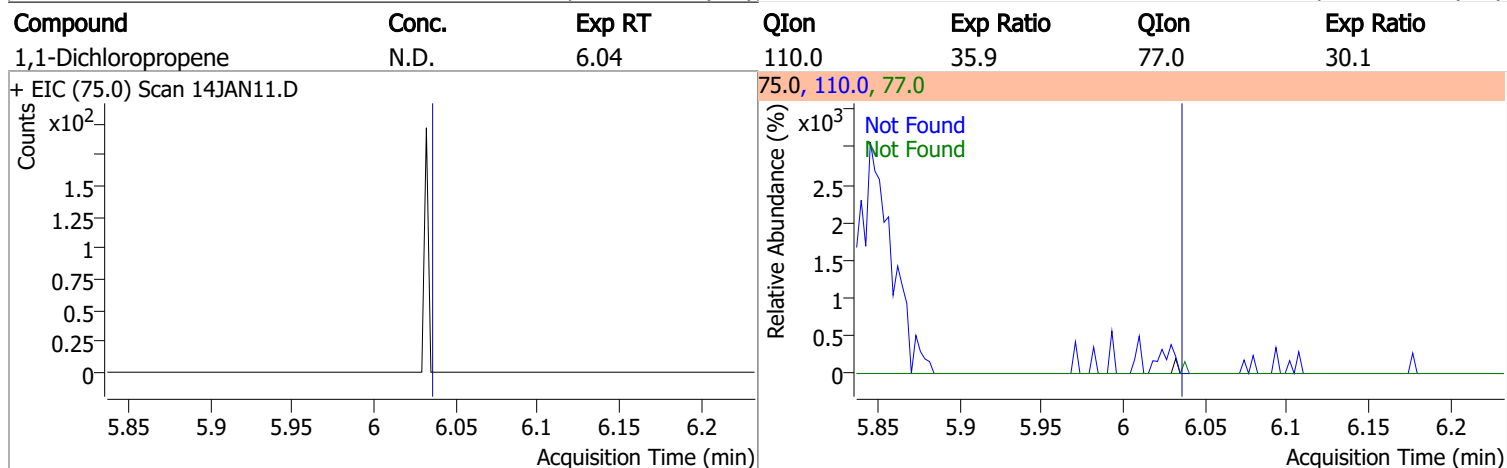 Compound Conc. Exp RT QIon Exp Ratio QIon Exp Ratio
1,1-Dichloropropene N.D. 6.04 110.0 35.9 77.0 30.1
+ EIC (75.0) Scan 14JAN11.D
75.0, 110.0, 77.0
Counts
x10²
1.5
1.25
1
0.75
0.5
0.25
0
5.85 5.9 5.95 6 6.05 6.1 6.15 6.2
Acquisition Time (min)
Relative Abundance (%)
x10³
Not Found
Not Found
2.5
2
1.5
1
0.5
0
5.85 5.9 5.95 6 6.05 6.1 6.15 6.2
Acquisition Time (min)